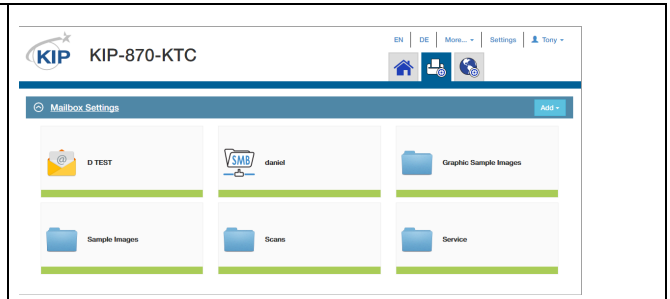 EN DE More... Settings Tony
KIP KIP-870-KTC
Mailbox Settings Add
@ D TEST SMB daniel Graphic Sample Images
Sample Images Scans Service